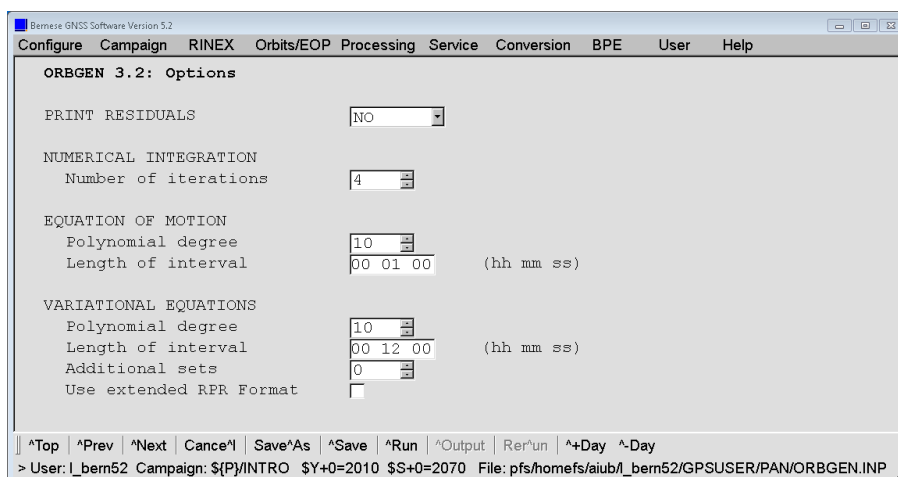 Bernese GNSS Software Version 5.2
Configure Campaign RINEX Orbits/EOP Processing Service Conversion BPE User Help
ORBGEN 3.2: Options
PRINT RESIDUALS NO
NUMERICAL INTEGRATION
Number of iterations 4
EQUATION OF MOTION
Polynomial degree 10
Length of interval 00 01 00 (hh mm ss)
VARIATIONAL EQUATIONS
Polynomial degree 10
Length of interval 00 12 00 (hh mm ss)
Additional sets 0
Use extended RPR Format
^Top ^Prev ^Next Cance^l Save^As ^Save ^Run ^Output Rer^un ^+Day ^-Day
> User: l_bern52 Campaign: ${P}/INTRO $Y+0=2010 $S+0=2070 File: pfs/homefs/aiub/l_bern52/GPSUSER/PAN/ORBGEN.INP